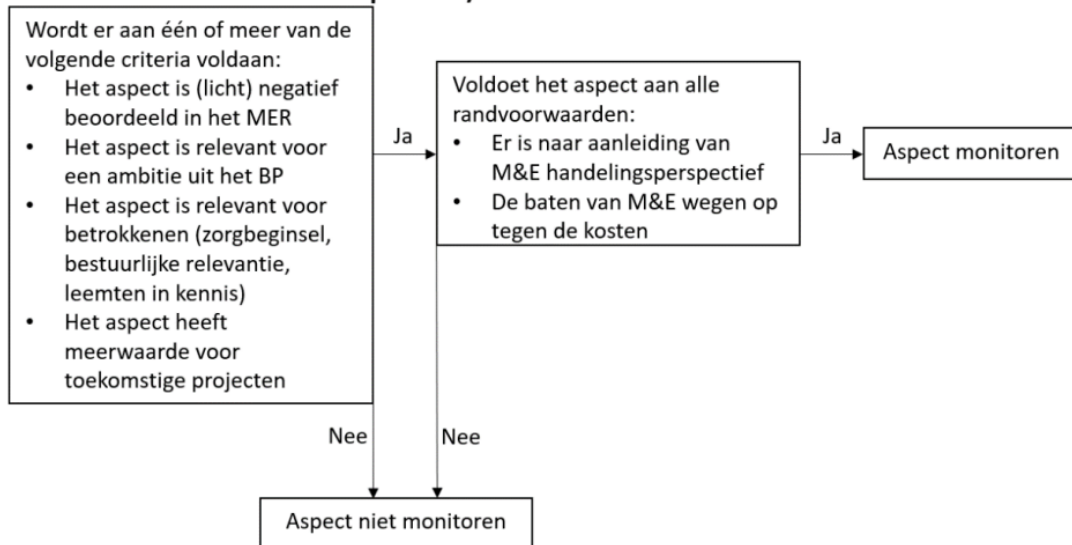 Wordt er aan één of meer van de
volgende criteria voldaan:
• Het aspect is (licht) negatief
beoordeeld in het MER
• Het aspect is relevant voor
een ambitie uit het BP
• Het aspect is relevant voor
betrokkenen (zorgbeginsel,
bestuurlijke relevantie,
leemten in kennis)
• Het aspect heeft
meerwaarde voor
toekomstige projecten
Ja
Voldoet het aspect aan alle
randvoorwaarden:
• Er is naar aanleiding van
M&E handelingsperspectief
• De baten van M&E wegen op
tegen de kosten
Ja
Aspect monitoren
Nee
Nee
Aspect niet monitoren